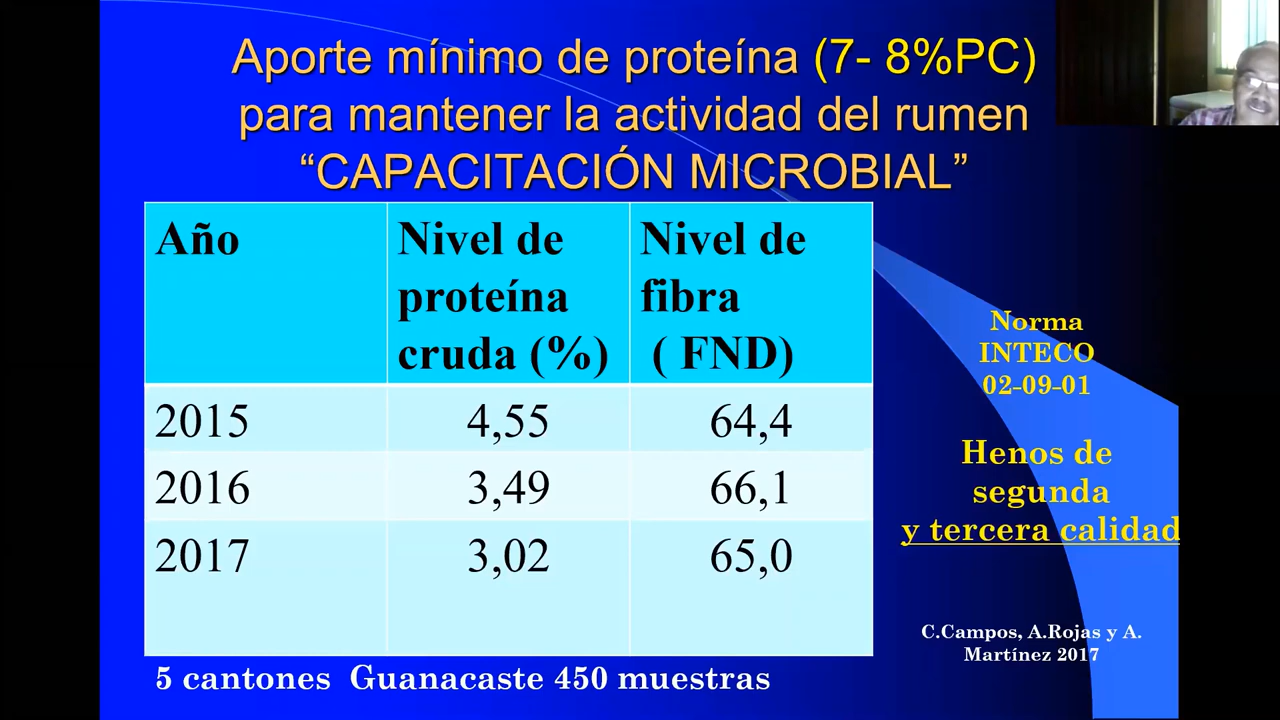 Aporte mínimo de proteína (7- 8%PC)
para mantener la actividad del rumen
“CAPACITACIÓN MICROBIAL”
Año
Nivel de
proteína
cruda (%)
Nivel de
fibra
( FND)
2015 4,55 64,4
2016 3,49 66,1
2017 3,02 65,0
Norma
INTECO
02-09-01
Henos de
segunda
y tercera calidad
C.Campos, A.Rojas y A.
Martínez 2017
5 cantones Guanacaste 450 muestras